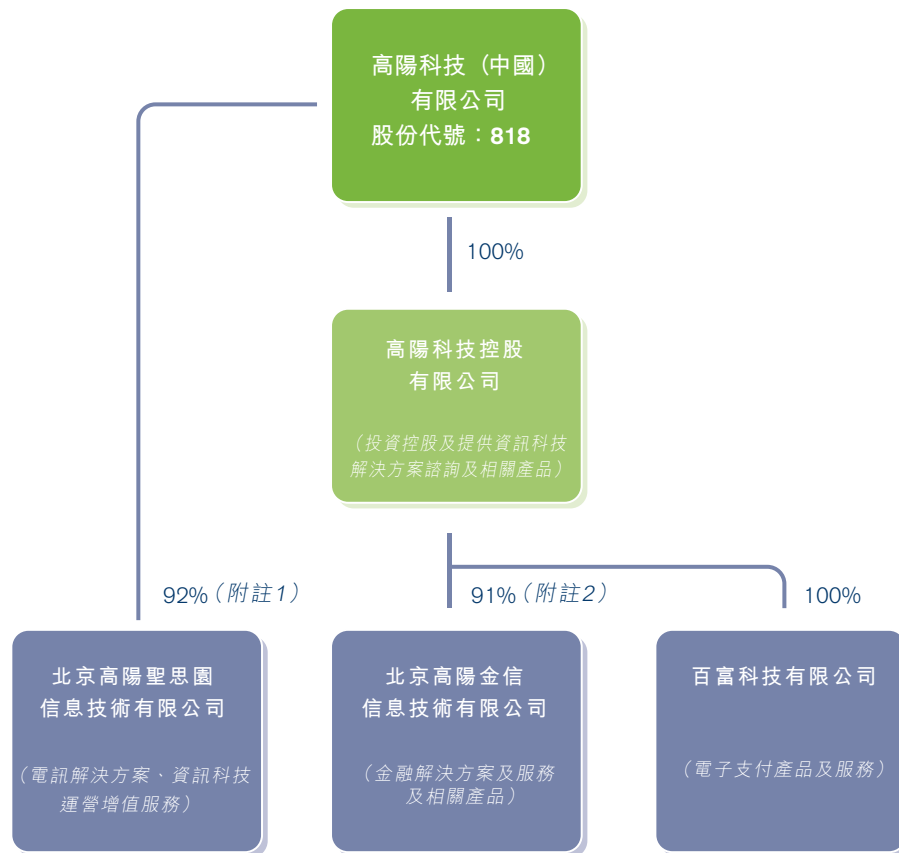 高陽科技（中國）
有限公司
股份代號：818
100%
高陽科技控股
有限公司
（投資控股及提供資訊科技
解決方案諮詢及相關產品）
92%（附註1）
91%（附註2）
100%
北京高陽聖思園
信息技術有限公司
（電訊解決方案、資訊科技
運營增值服務）
北京高陽金信
信息技術有限公司
（金融解決方案及服務
及相關產品）
百富科技有限公司
（電子支付產品及服務）